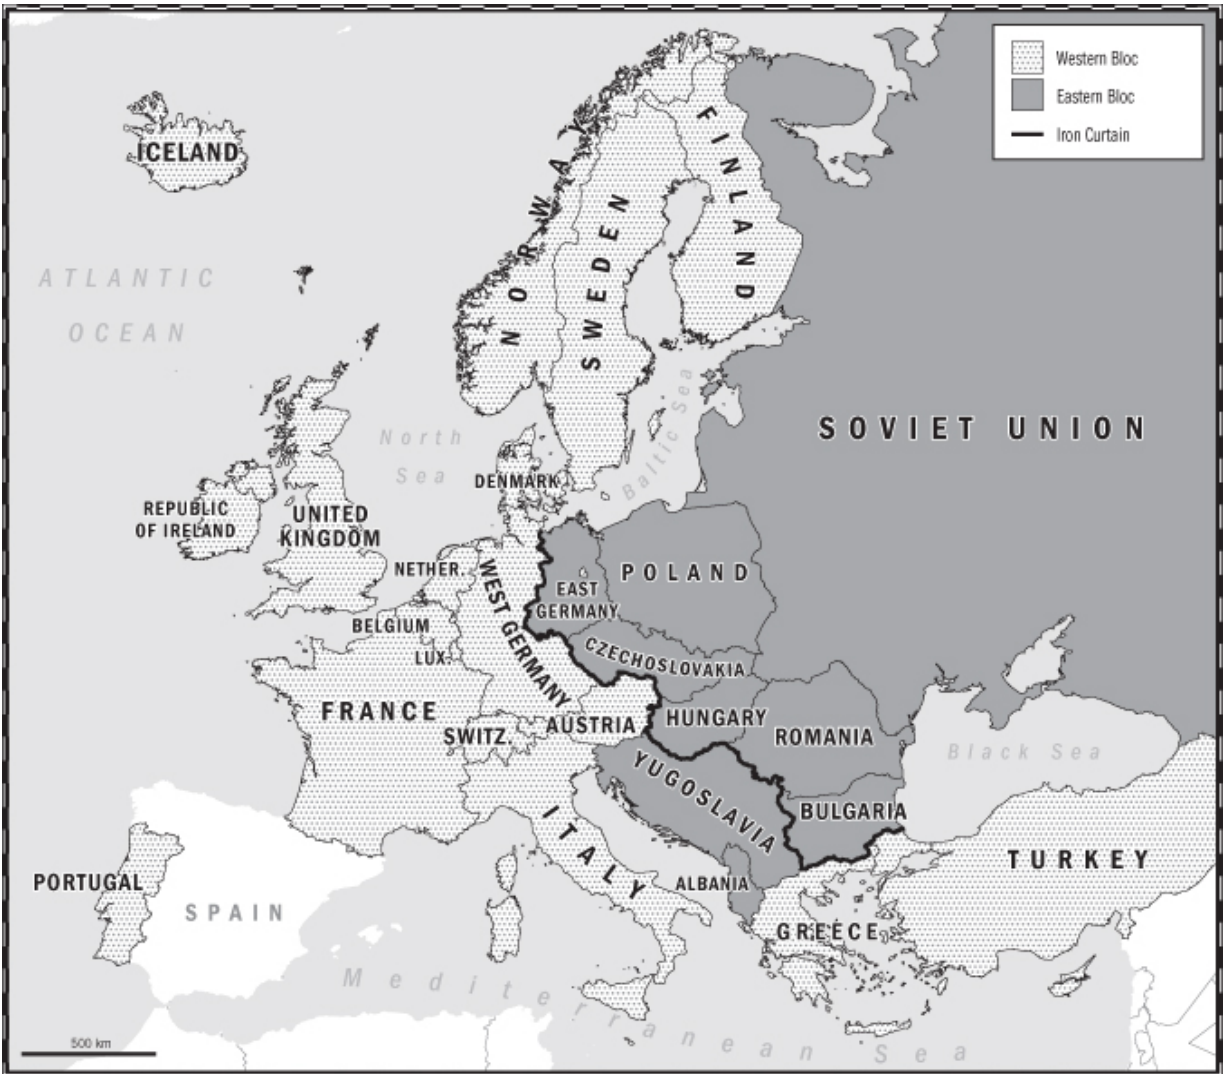 Western Bloc
Eastern Bloc
Iron Curtain
ICELAND
ATLANTIC
OCEAN
NORWAY
SWEDEN
FINLAND
SOVIET UNION
North
Sea
Baltic Sea
DENMARK
REPUBLIC
OF IRELAND
UNITED
KINGDOM
NETHER.
WEST GERMANY
EAST
GERMANY
POLAND
BELGIUM
LUX.
CZECHOSLOVAKIA
FRANCE
SWITZ.
AUSTRIA
HUNGARY
ROMANIA
Black Sea
YUGOSLAVIA
BULGARIA
ITALY
TURKEY
PORTUGAL
SPAIN
ALBANIA
GREECE
Mediterranean Sea
500 km